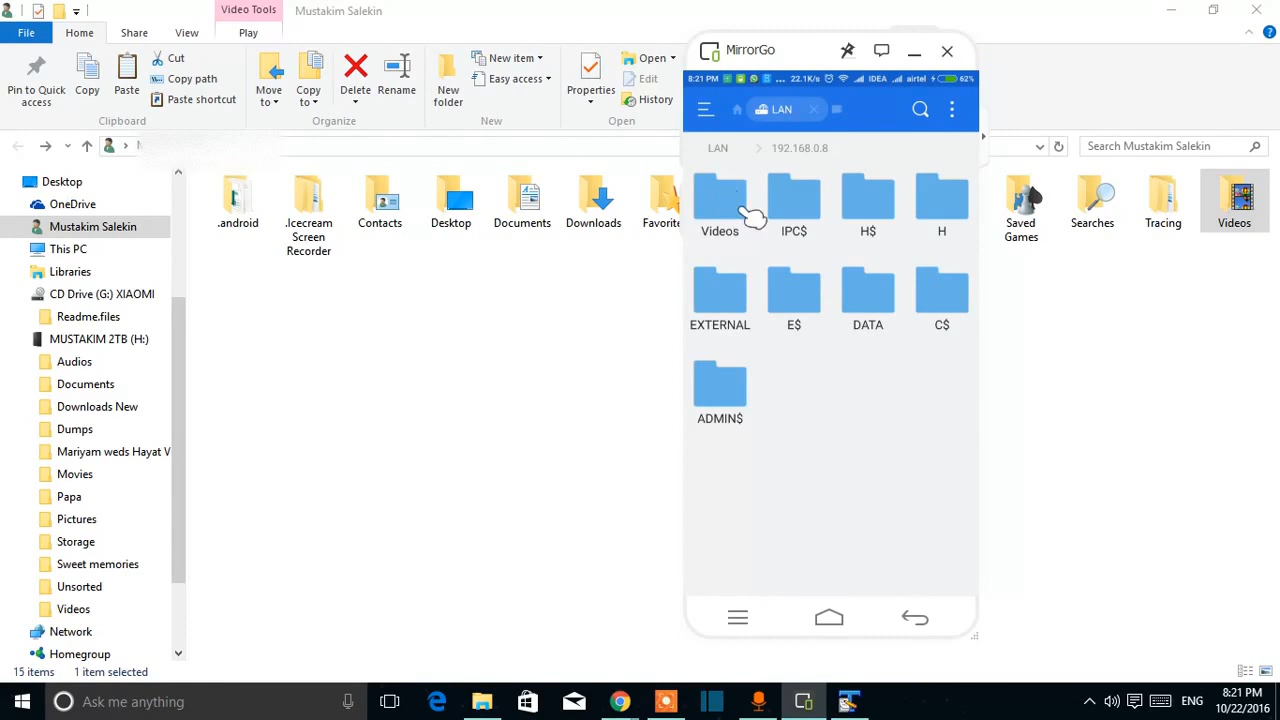 Video Tools
Mustakim Salekin
File
Home
Share
View
Play
Pin to Quick
access
Copy
Paste
Cut
Copy path
Paste shortcut
Clipboard
Move
to
Copy
to
Delete
Rename
Organize
New
folder
New item
Easy access
New
Properties
Open
Edit
History
Open
MirrorGo
8:21 PM
... 22.1K/s
IDEA
airtel
62%
LAN
LAN
192.168.0.8
Videos
IPC$
H$
H
EXTERNAL
E$
DATA
C$
ADMIN$
Search Mustakim Salekin
Desktop
OneDrive
Mustakim Salekin
This PC
Libraries
CD Drive (G:) XIAOMI
Readme.files
MUSTAKIM 2TB (H:)
Audios
Documents
Downloads New
Dumps
Mariyam weds Hayat V
Movies
Papa
Pictures
Storage
Sweet memories
Unsorted
Videos
Network
Homegroup
.android
.Icecream
Screen
Recorder
Contacts
Desktop
Documents
Downloads
Favorite
Saved
Games
Searches
Tracing
Videos
15 items
1 item selected
Ask me anything
ENG
8:21 PM
10/22/2016